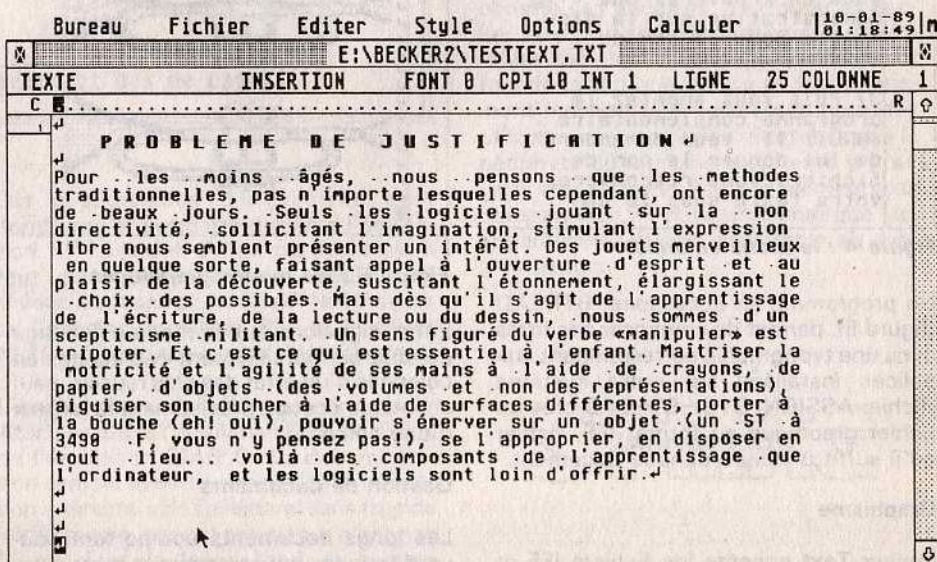 Bureau Fichier Editer Style Options Calculer 10-01-89
01:18:49
E:\BECKER2\TESTTEXT.TXT
TEXTE INSERTION FONT 0 CPI 10 INT 1 LIGNE 25 COLONNE 1
C R
1
PROBLEME DE JUSTIFICATION
Pour les moins âgés, nous pensons que les methodes
traditionnelles, pas n'importe lesquelles cependant, ont encore
de beaux jours. Seuls les logiciels jouant sur la non
directivité, sollicitant l'imagination, stimulant l'expression
libre nous semblent présenter un intérêt. Des jouets merveilleux
en quelque sorte, faisant appel à l'ouverture d'esprit et au
plaisir de la découverte, suscitant l'étonnement, élargissant le
choix des possibles. Mais dès qu'il s'agit de l'apprentissage
de l'écriture, de la lecture ou du dessin, nous sommes d'un
scepticisme militant. Un sens figuré du verbe «manipuler» est
tripoter. Et c'est ce qui est essentiel à l'enfant. Maîtriser la
motricité et l'agilité de ses mains à l'aide de crayons, de
papier, d'objets (des volumes et non des représentations),
aiguiser son toucher à l'aide de surfaces différentes, porter à
la bouche (eh! oui), pouvoir s'énerver sur un objet (un ST à
3490 F, vous n'y pensez pas!), se l'approprier, en disposer en
tout lieu... voilà des composants de l'apprentissage que
l'ordinateur, et les logiciels sont loin d'offrir.